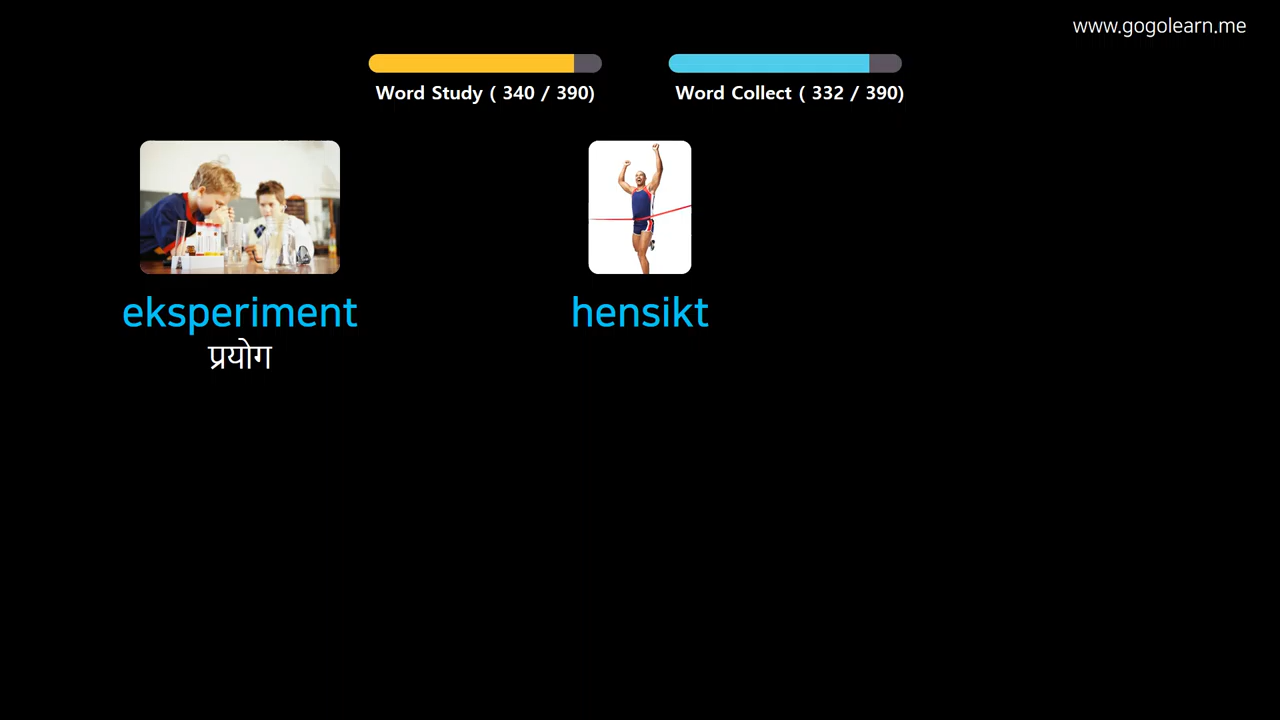 www.gogolearn.me
Word Study ( 340 / 390)
Word Collect ( 332 / 390)
eksperiment
प्रयोग
hensikt